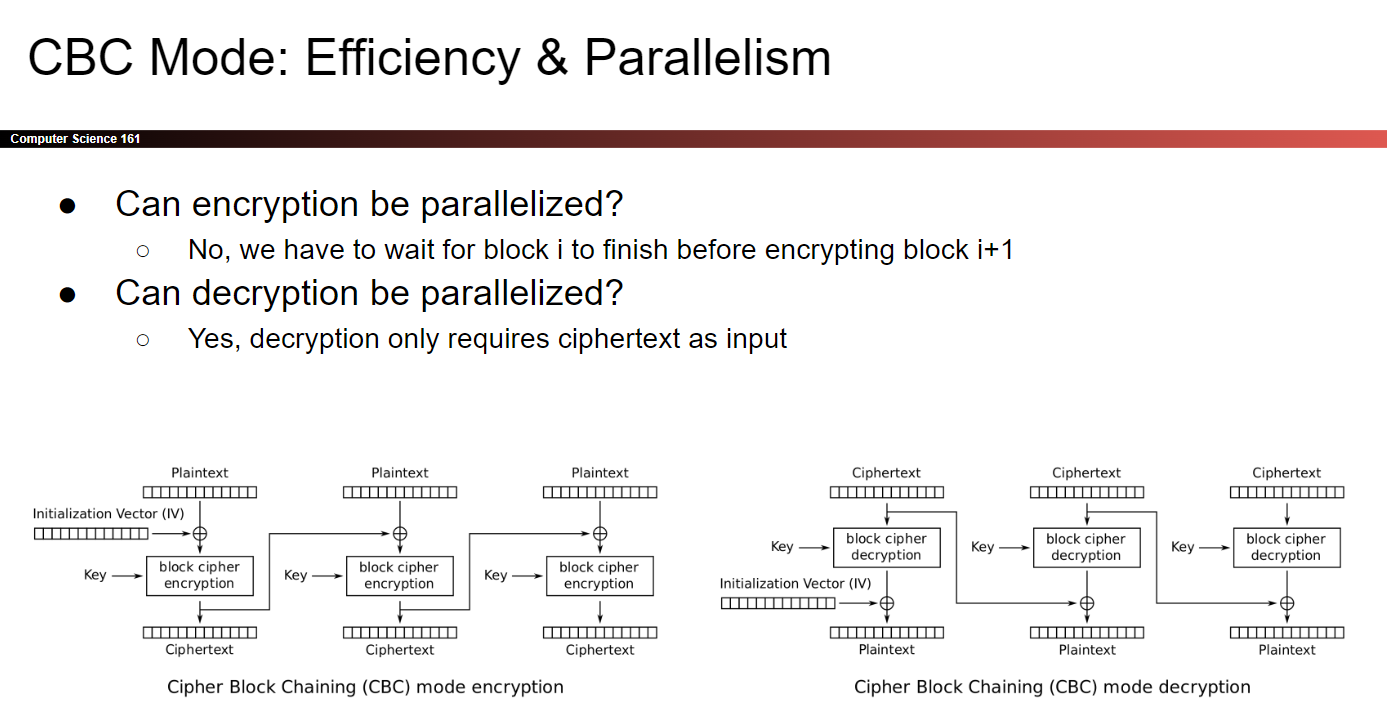 CBC Mode: Efficiency & Parallelism
Computer Science 161
● Can encryption be parallelized?
○ No, we have to wait for block i to finish before encrypting block i+1
● Can decryption be parallelized?
○ Yes, decryption only requires ciphertext as input
Plaintext
Plaintext
Plaintext
Initialization Vector (IV)
Key
block cipher
encryption
Key
block cipher
encryption
Key
block cipher
encryption
Ciphertext
Ciphertext
Ciphertext
Cipher Block Chaining (CBC) mode encryption
Ciphertext
Ciphertext
Ciphertext
Key
block cipher
decryption
Key
block cipher
decryption
Key
block cipher
decryption
Initialization Vector (IV)
Plaintext
Plaintext
Plaintext
Cipher Block Chaining (CBC) mode decryption